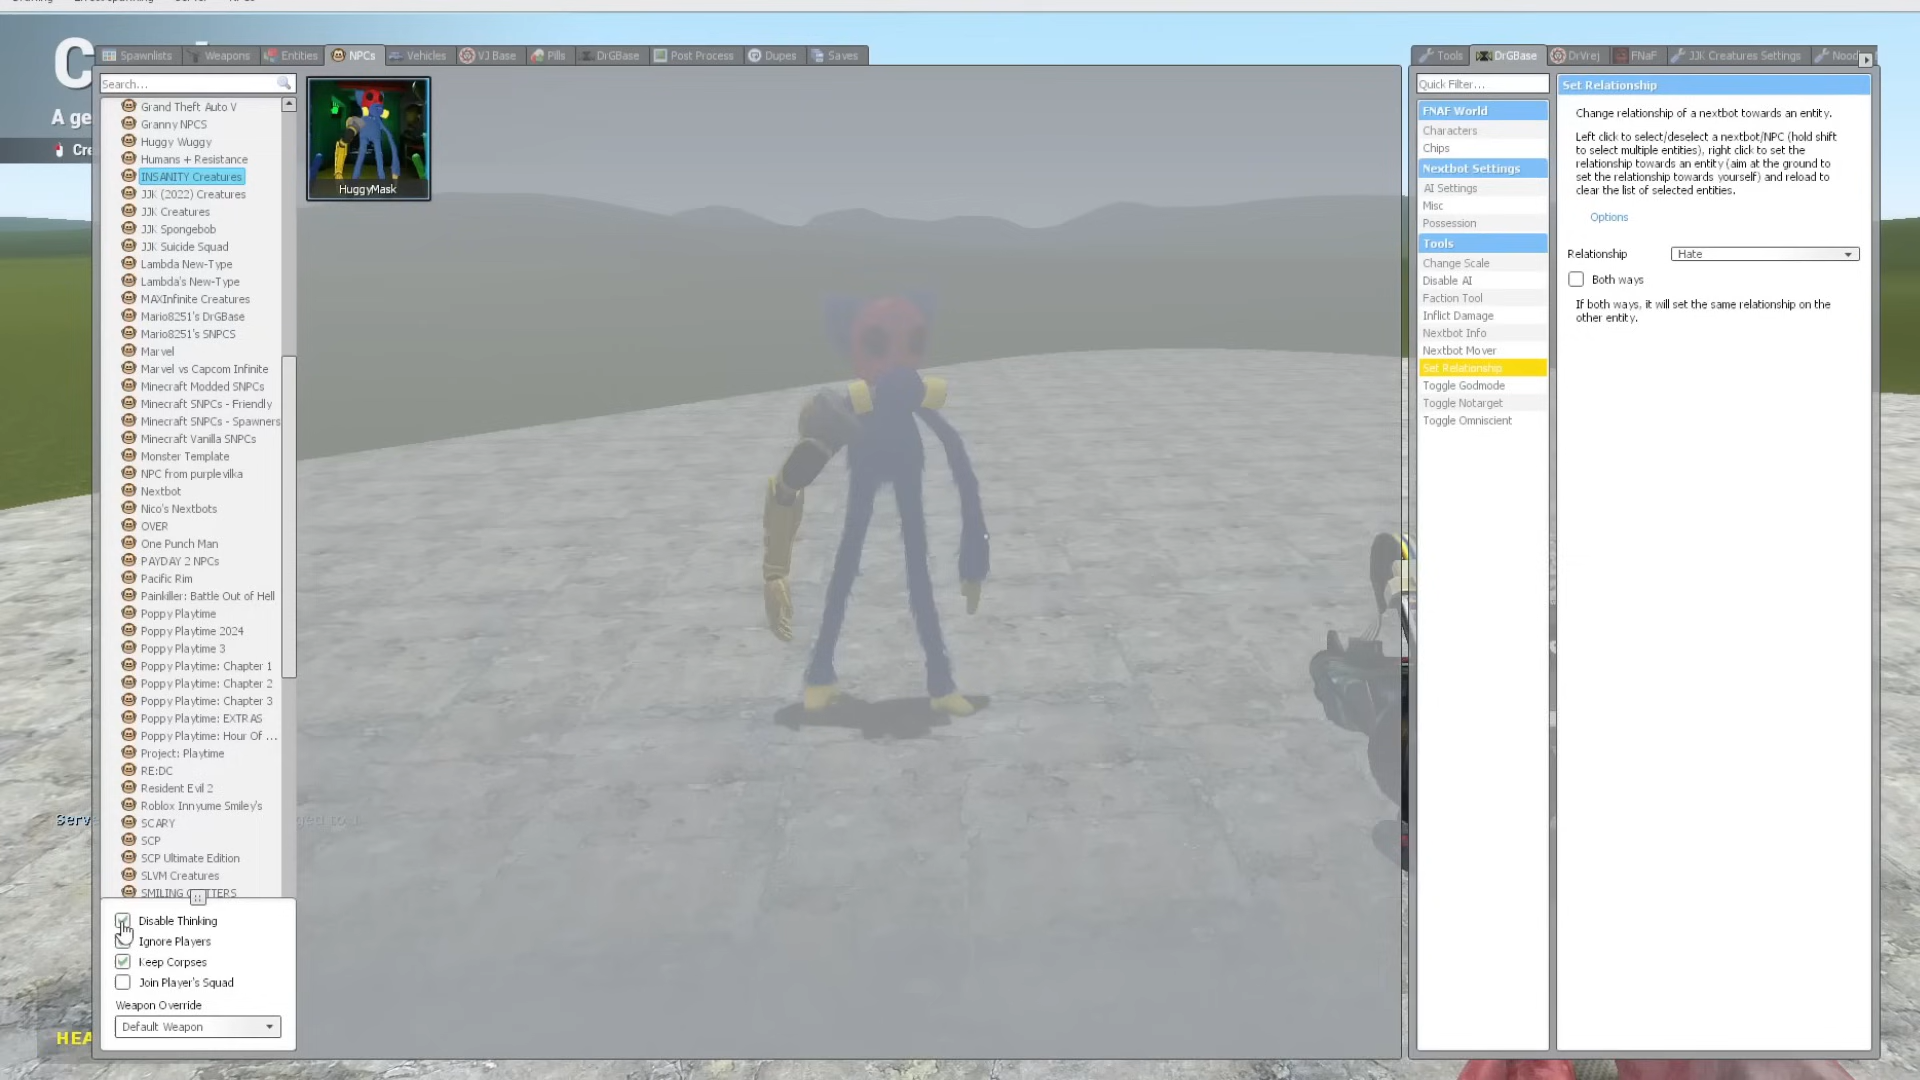 C
A ge
Cre
Spawnlists
Weapons
Entities
NPCs
Vehicles
VJ Base
Pills
DrGBase
Post Process
Dupes
Saves
Search...
Grand Theft Auto V
Granny NPCS
Huggy Wuggy
Humans + Resistance
INSANITY Creatures
JJK (2022) Creatures
JJK Creatures
JJK Spongebob
JJK Suicide Squad
Lambda New-Type
Lambda's New-Type
MAXInfinite Creatures
Mario8251's DrGBase
Mario8251's SNPCS
Marvel
Marvel vs Capcom Infinite
Minecraft Modded SNPCs
Minecraft SNPCs - Friendly
Minecraft SNPCs - Spawners
Minecraft Vanilla SNPCs
Monster Template
NPC from purplevilka
Nextbot
Nico's Nextbots
OVER
One Punch Man
PAYDAY 2 NPCs
Pacific Rim
Painkiller: Battle Out of Hell
Poppy Playtime
Poppy Playtime 2024
Poppy Playtime 3
Poppy Playtime: Chapter 1
Poppy Playtime: Chapter 2
Poppy Playtime: Chapter 3
Poppy Playtime: EXTRAS
Poppy Playtime: Hour Of ...
Project: Playtime
RE:DC
Resident Evil 2
Roblox Innyume Smiley's
SCARY
SCP
SCP Ultimate Edition
SLVM Creatures
Serv
ged to 1
Disable Thinking
Ignore Players
Keep Corpses
Join Player's Squad
Weapon Override
Default Weapon
HEA
HuggyMask
Tools
DrGBase
DrVrej
FNaF
JJK Creatures Settings
Nood
Quick Filter...
FNAF World
Characters
Chips
Nextbot Settings
AI Settings
Misc
Possession
Tools
Change Scale
Disable AI
Faction Tool
Inflict Damage
Nextbot Info
Nextbot Mover
Set Relationship
Toggle Godmode
Toggle Notarget
Toggle Omniscient
Set Relationship
Change relationship of a nextbot towards an entity.
Left click to select/deselect a nextbot/NPC (hold shift
to select multiple entities), right click to set the
relationship towards an entity (aim at the ground to
set the relationship towards yourself) and reload to
clear the list of selected entities.
Options
Relationship
Hate
Both ways
If both ways, it will set the same relationship on the
other entity.